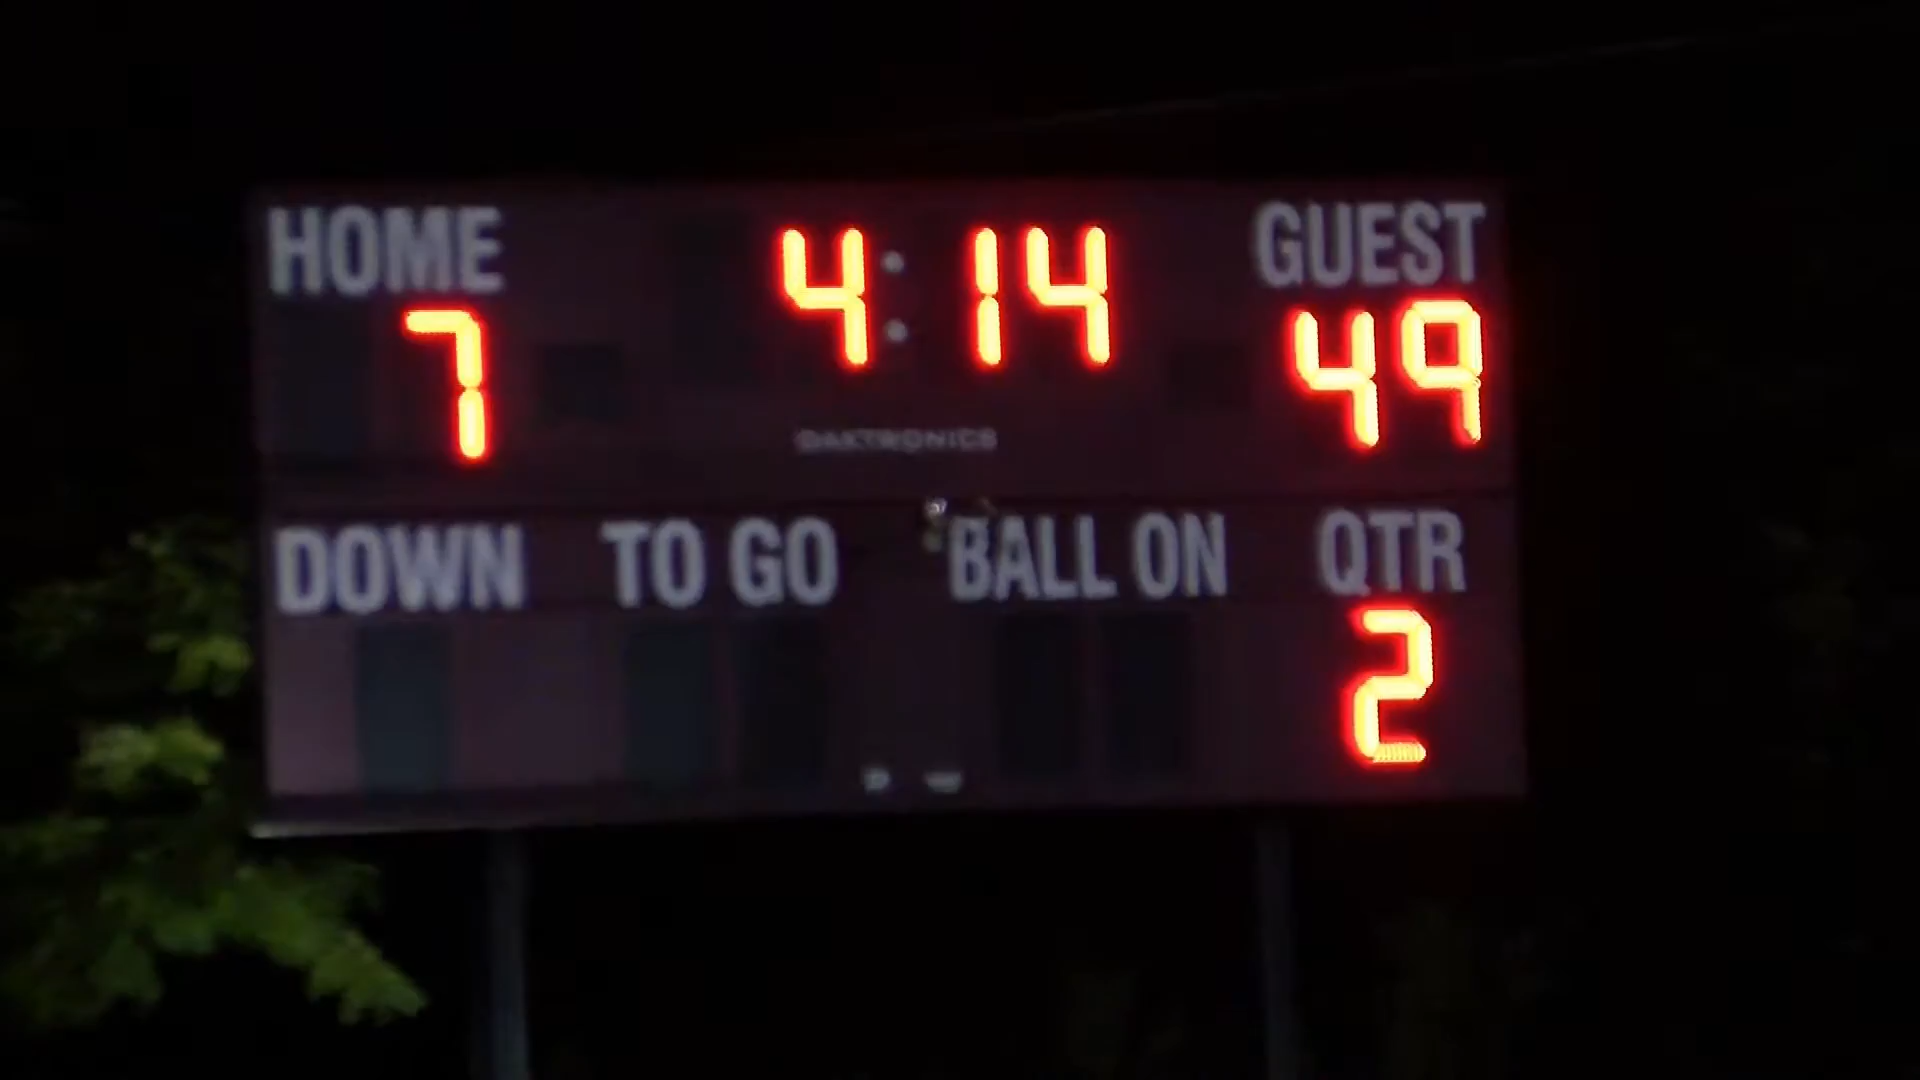 HOME 4:14 GUEST
7 49
DAKTRONICS
DOWN TO GO BALL ON QTR
2